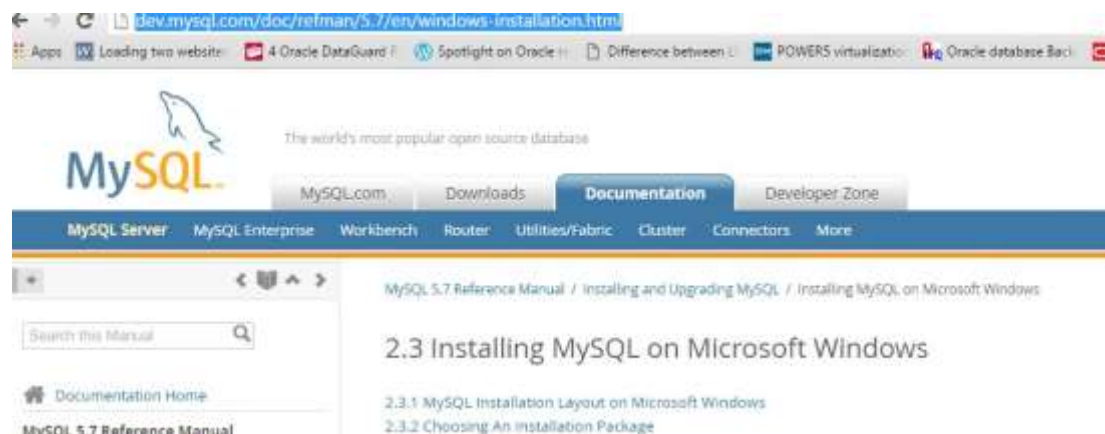 dev.mysql.com/doc/refman/5.7/en/windows-installation.html
Apps Loading two website 4 Oracle DataGuard Spotlight on Oracle Difference between POWER5 virtualizatio Oracle database Back
The world's most popular open source database
MySQL
MySQL.com Downloads Documentation Developer Zone
MySQL Server MySQL Enterprise Workbench Router Utilities/Fabric Cluster Connectors More
MySQL 5.7 Reference Manual / Installing and Upgrading MySQL / Installing MySQL on Microsoft Windows
Search this Manual
2.3 Installing MySQL on Microsoft Windows
Documentation Home
2.3.1 MySQL Installation Layout on Microsoft Windows
MySQL 5.7 Reference Manual
2.3.2 Choosing An Installation Package